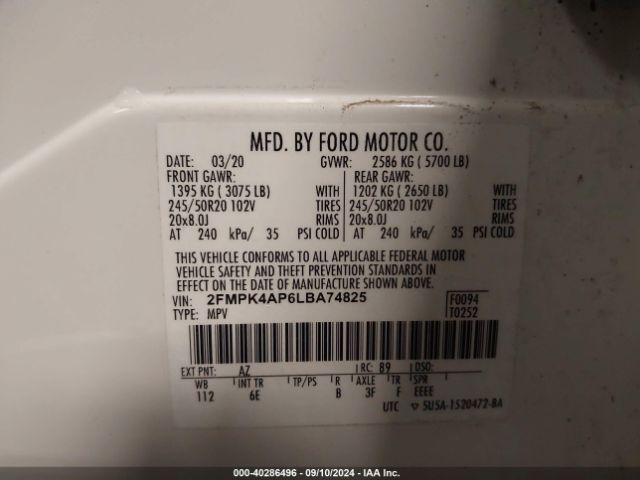 MFD. BY FORD MOTOR CO.
DATE: 03/20 GVWR: 2586 KG ( 5700 LB)
FRONT GAWR: REAR GAWR:
1395 KG ( 3075 LB) WITH 1202 KG ( 2650 LB) WITH
245/50R20 102V TIRES 245/50R20 102V TIRES
20x8.0J RIMS 20x8.0J RIMS
AT 240 kPa/ 35 PSI COLD AT 240 kPa/ 35 PSI COLD
THIS VEHICLE CONFORMS TO ALL APPLICABLE FEDERAL MOTOR
VEHICLE SAFETY AND THEFT PREVENTION STANDARDS IN
EFFECT ON THE DATE OF MANUFACTURE SHOWN ABOVE.
VIN: 2FMPK4AP6LBA74825 F0094
TYPE: MPV T0252
EXT PNT: AZ RC: 89 DSO:
WB INT TR TP/PS R AXLE TR SPR
112 6E B 3F F EEEE
UTC ▽ 5U5A-1520472-BA
000-40286496 - 09/10/2024 - IAA Inc.